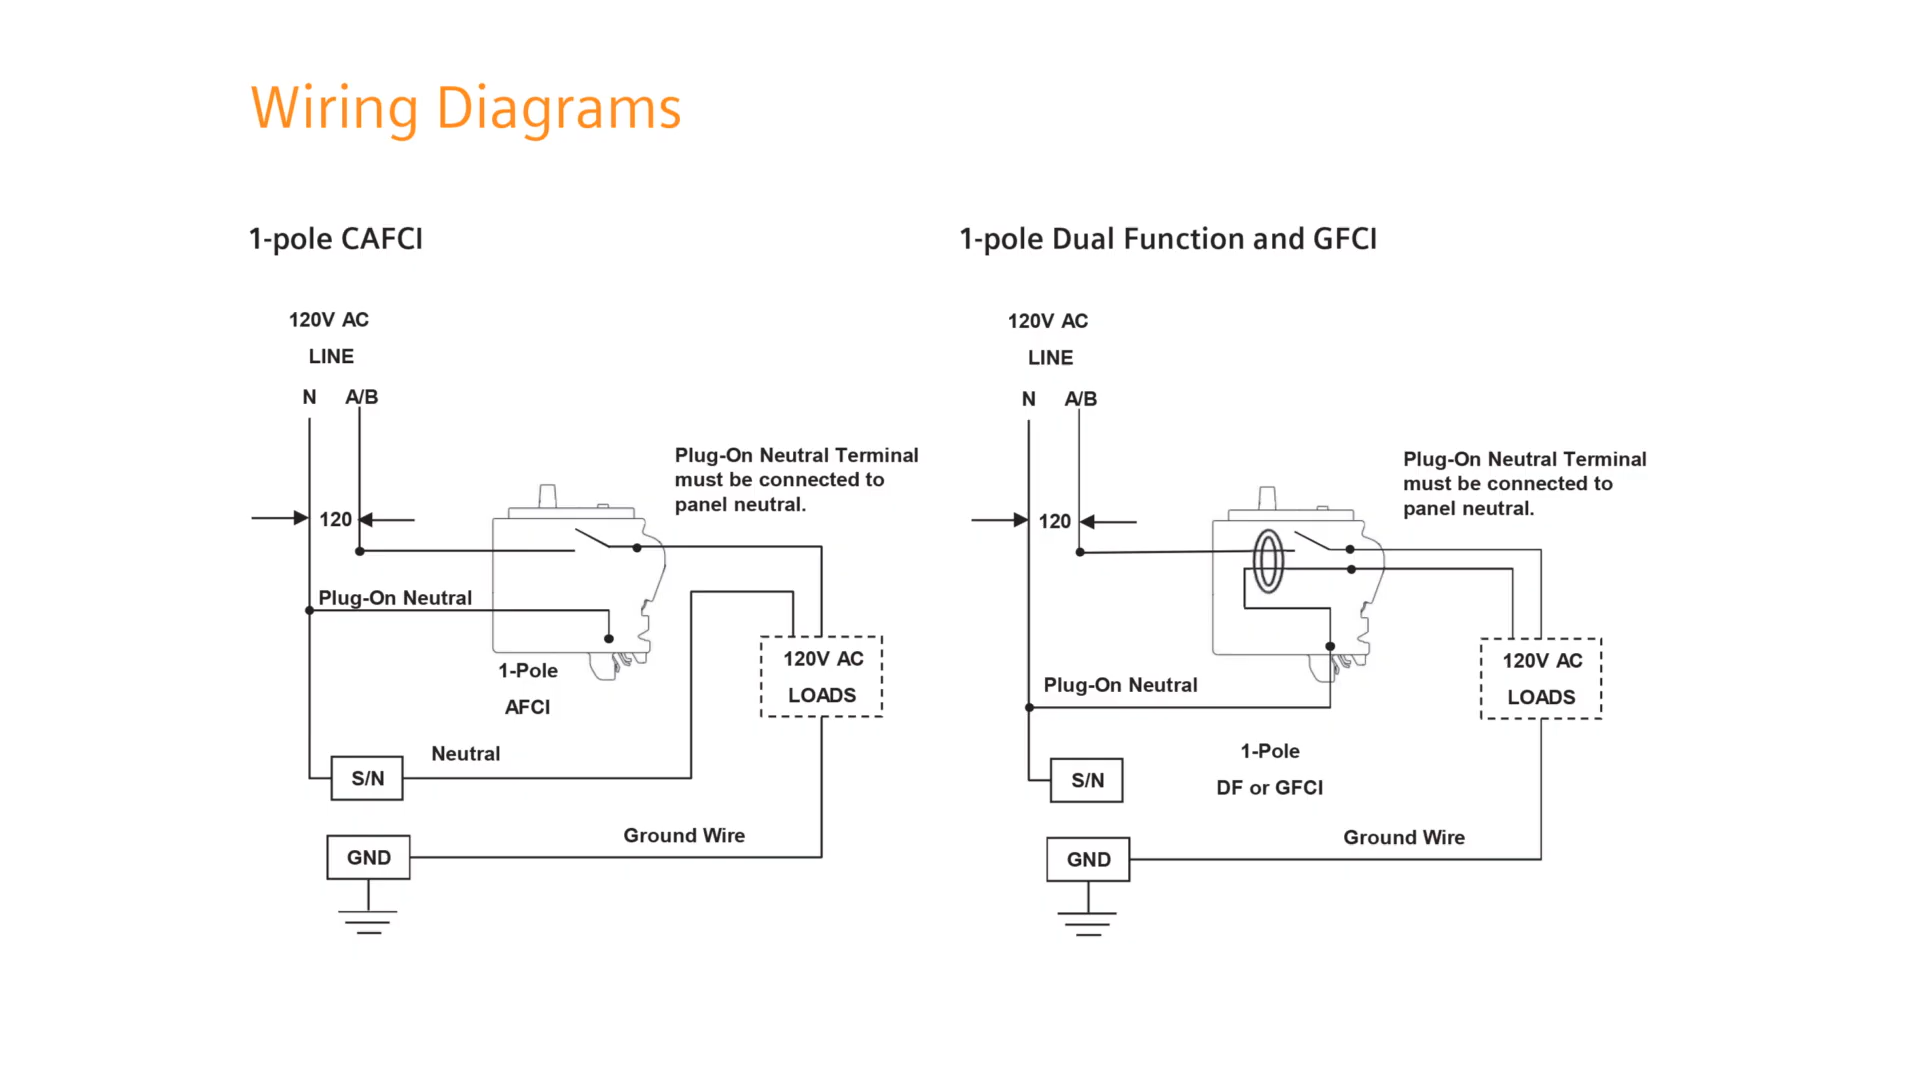 Wiring Diagrams
1-pole CAFCI
120V AC
LINE
N A/B
Plug-On Neutral Terminal
must be connected to
panel neutral.
120
Plug-On Neutral
1-Pole
AFCI
120V AC
LOADS
Neutral
S/N
Ground Wire
GND
1-pole Dual Function and GFCI
120V AC
LINE
N A/B
Plug-On Neutral Terminal
must be connected to
panel neutral.
120
120V AC
LOADS
Plug-On Neutral
1-Pole
DF or GFCI
S/N
Ground Wire
GND